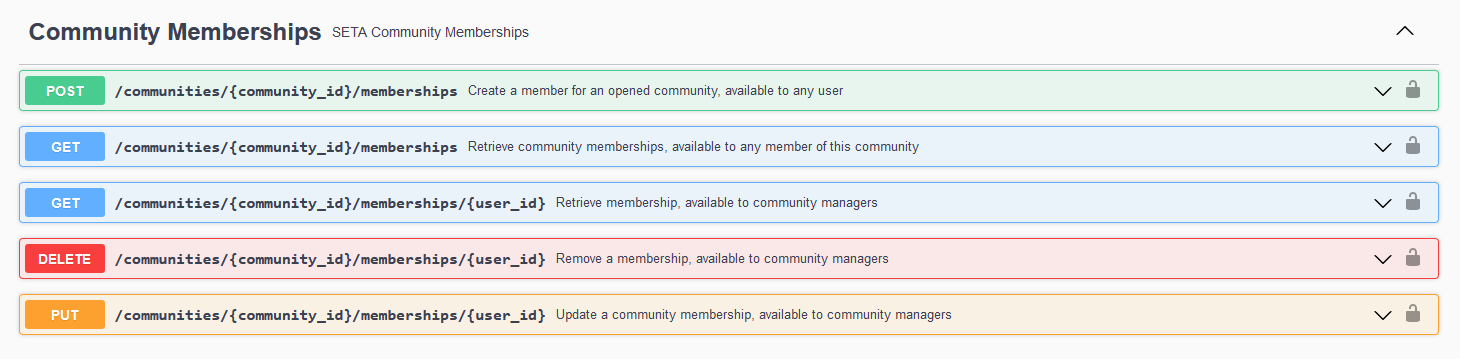 Community Memberships SETA Community Memberships
POST /communities/{community_id}/memberships Create a member for an opened community, available to any user
GET /communities/{community_id}/memberships Retrieve community memberships, available to any member of this community
GET /communities/{community_id}/memberships/{user_id} Retrieve membership, available to community managers
DELETE /communities/{community_id}/memberships/{user_id} Remove a membership, available to community managers
PUT /communities/{community_id}/memberships/{user_id} Update a community membership, available to community managers